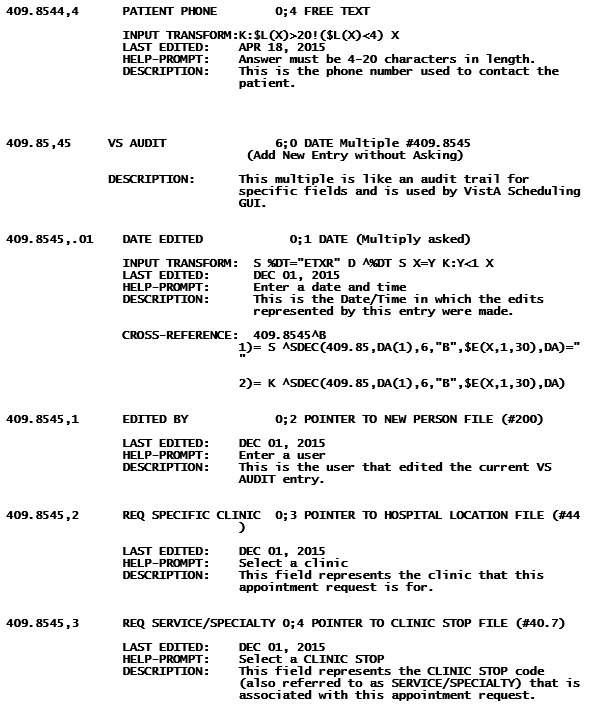 409.8544,4 PATIENT PHONE 0;4 FREE TEXT
INPUT TRANSFORM:K:$L(X)>20!($L(X)<4) X
LAST EDITED: APR 18, 2015
HELP-PROMPT: Answer must be 4-20 characters in length.
DESCRIPTION: This is the phone number used to contact the
patient.
409.85,45 VS AUDIT 6;0 DATE Multiple #409.8545
(Add New Entry without Asking)
DESCRIPTION: This multiple is like an audit trail for
specific fields and is used by VistA Scheduling
GUI.
409.8545,.01 DATE EDITED 0;1 DATE (Multiply asked)
INPUT TRANSFORM: S %DT="ETXR" D ^%DT S X=Y K:Y<1 X
LAST EDITED: DEC 01, 2015
HELP-PROMPT: Enter a date and time
DESCRIPTION: This is the Date/Time in which the edits
represented by this entry were made.
CROSS-REFERENCE: 409.8545^B
1)= S ^SDEC(409.85,DA(1),6,"B",$E(X,1,30),DA)="
"
2)= K ^SDEC(409.85,DA(1),6,"B",$E(X,1,30),DA)
409.8545,1 EDITED BY 0;2 POINTER TO NEW PERSON FILE (#200)
LAST EDITED: DEC 01, 2015
HELP-PROMPT: Enter a user
DESCRIPTION: This is the user that edited the current VS
AUDIT entry.
409.8545,2 REQ SPECIFIC CLINIC 0;3 POINTER TO HOSPITAL LOCATION FILE (#44
)
LAST EDITED: DEC 01, 2015
HELP-PROMPT: Select a clinic
DESCRIPTION: This field represents the clinic that this
appointment request is for.
409.8545,3 REQ SERVICE/SPECIALTY 0;4 POINTER TO CLINIC STOP FILE (#40.7)
LAST EDITED: DEC 01, 2015
HELP-PROMPT: Select a CLINIC STOP
DESCRIPTION: This field represents the CLINIC STOP code
(also referred to as SERVICE/SPECIALTY) that is
associated with this appointment request.